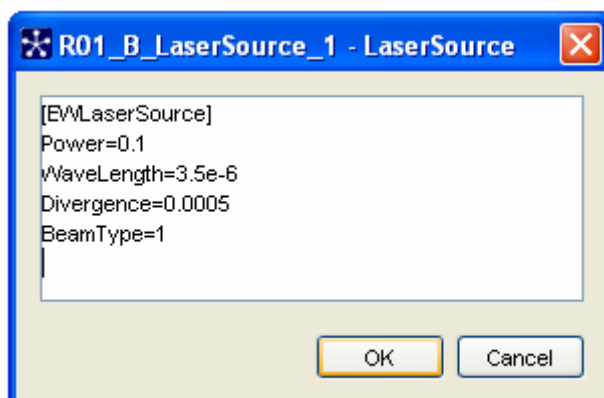 R01_B_LaserSource_1 - LaserSource
[EWLaserSource]
Power=0.1
WaveLength=3.5e-6
Divergence=0.0005
BeamType=1
OK
Cancel